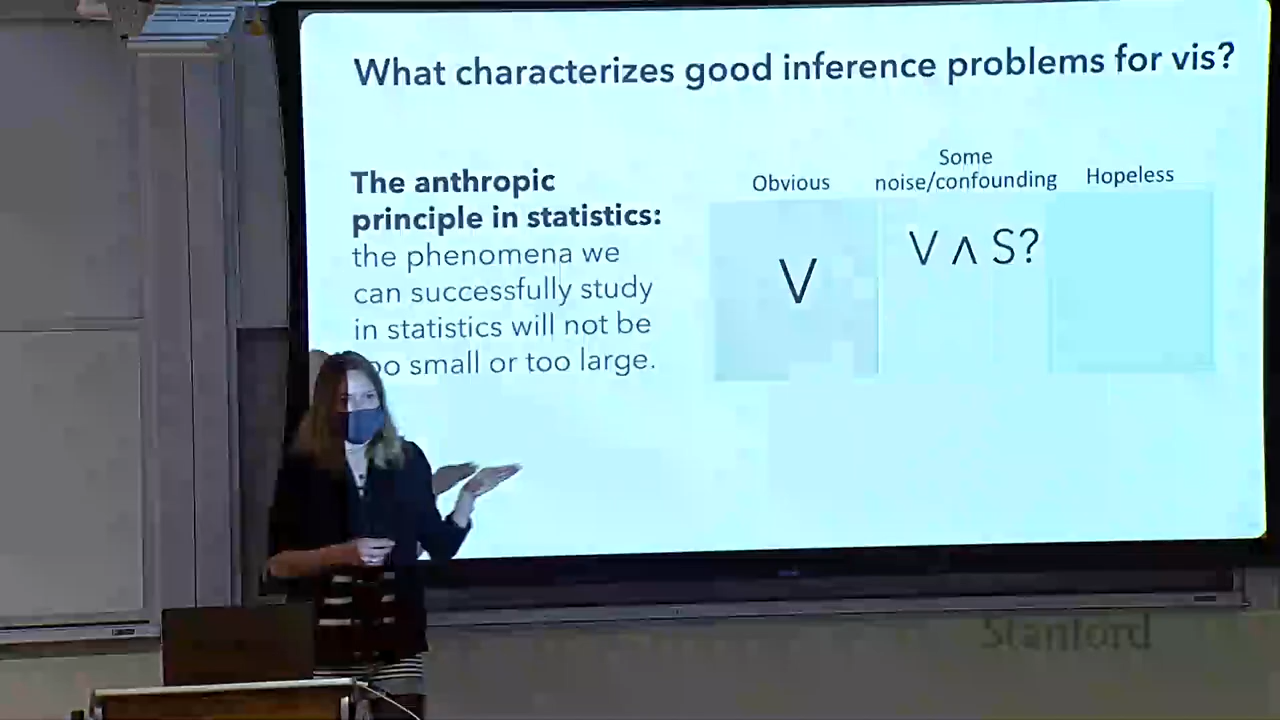 What characterizes good inference problems for vis?
The anthropic
principle in statistics:
the phenomena we
can successfully study
in statistics will not be
too small or too large.
Obvious
Some
noise/confounding
Hopeless
V
V ∧ S?
Stanford